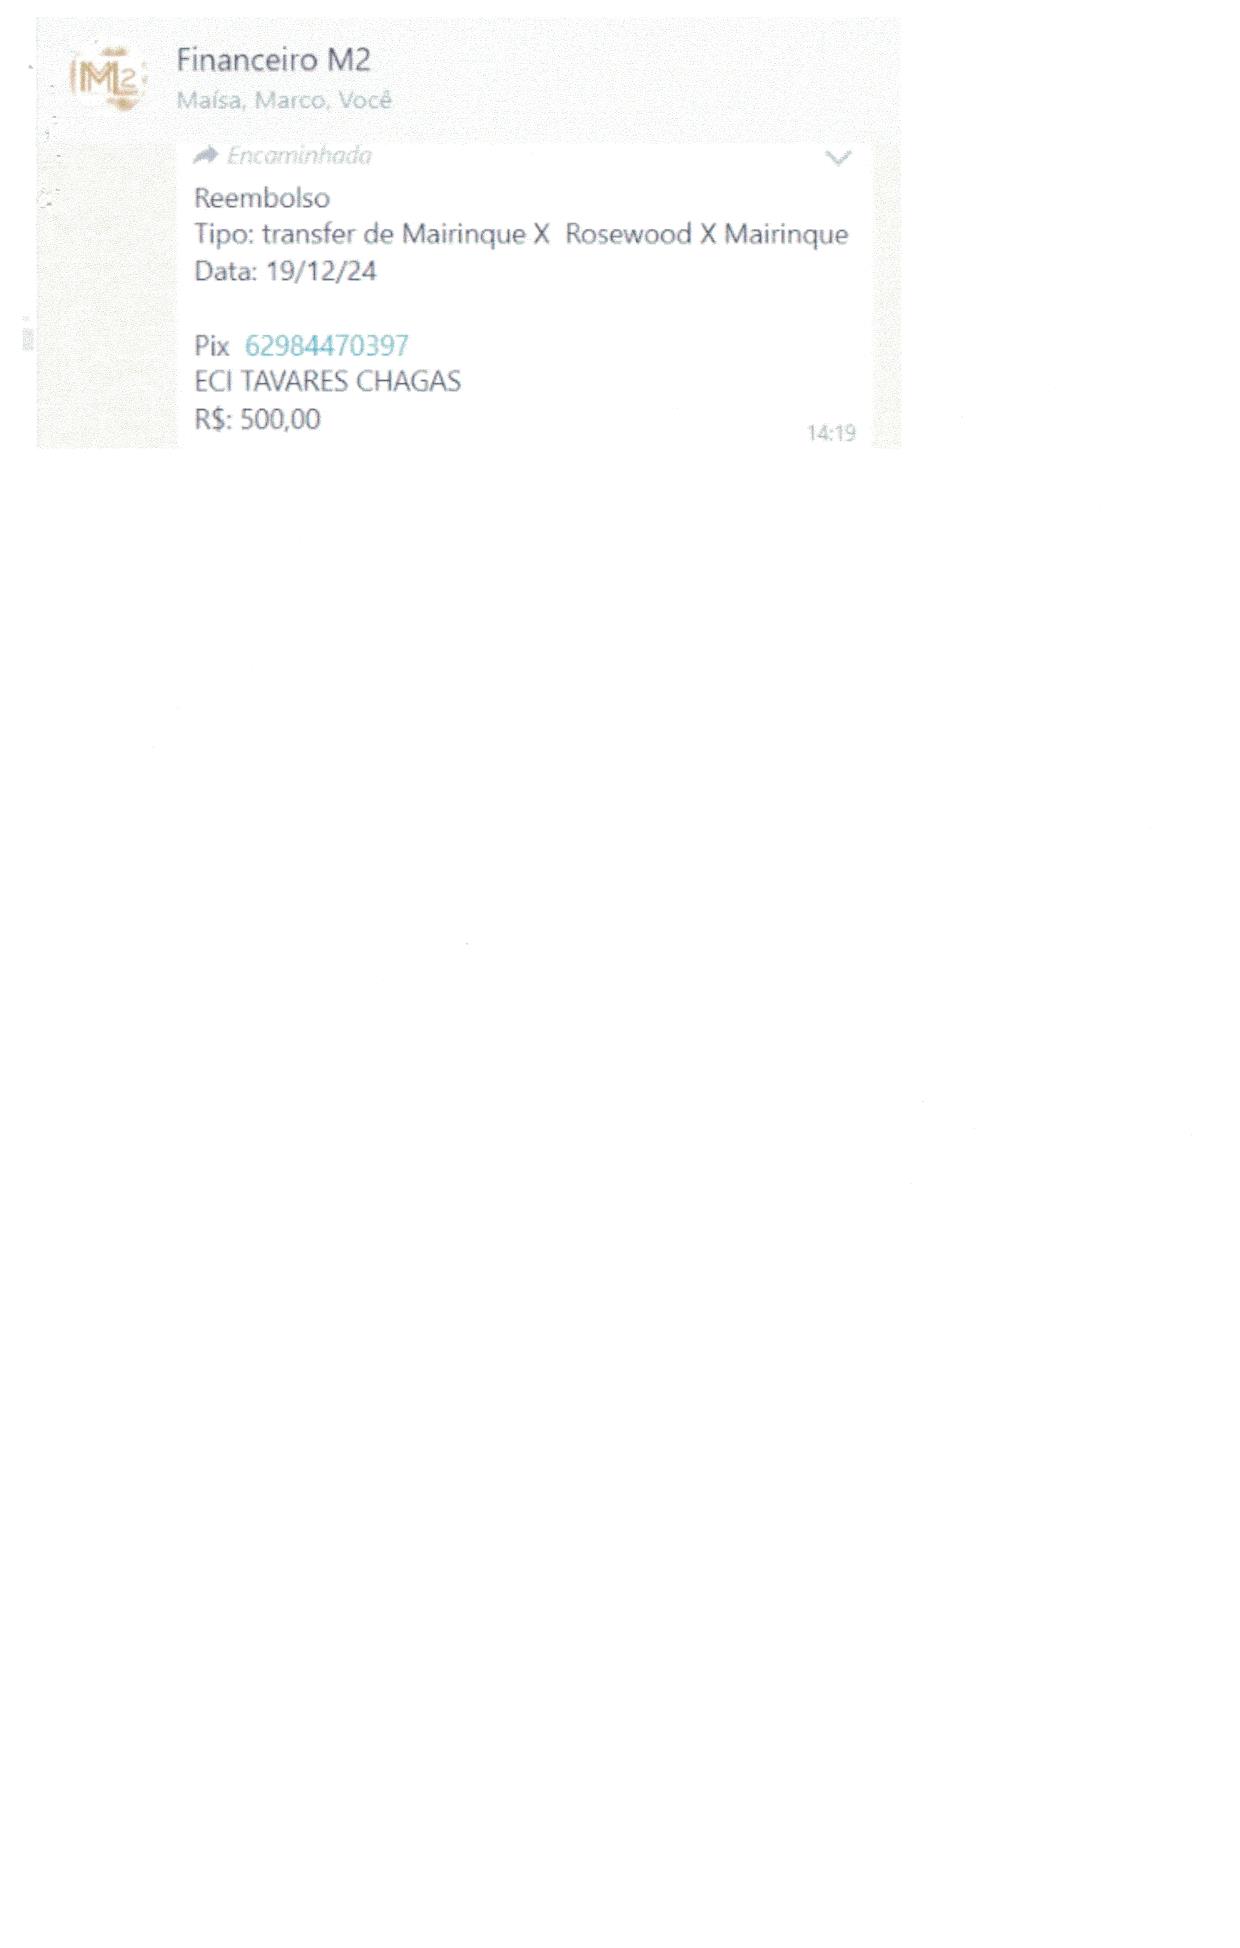 M2
Financeiro M2
Maísa, Marco, Você
Encaminhada
Reembolso
Tipo: transfer de Mairinque X  Rosewood X Mairinque
Data: 19/12/24
Pix  62984470397
ECI TAVARES CHAGAS
R$: 500,00
14:19